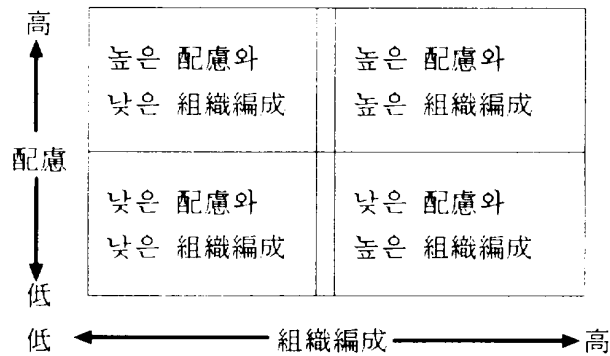 高
높은 配慮와
낮은 組織編成
높은 配慮와
높은 組織編成
配慮
낮은 配慮와
낮은 組織編成
낮은 配慮와
높은 組織編成
低
低
組織編成
高